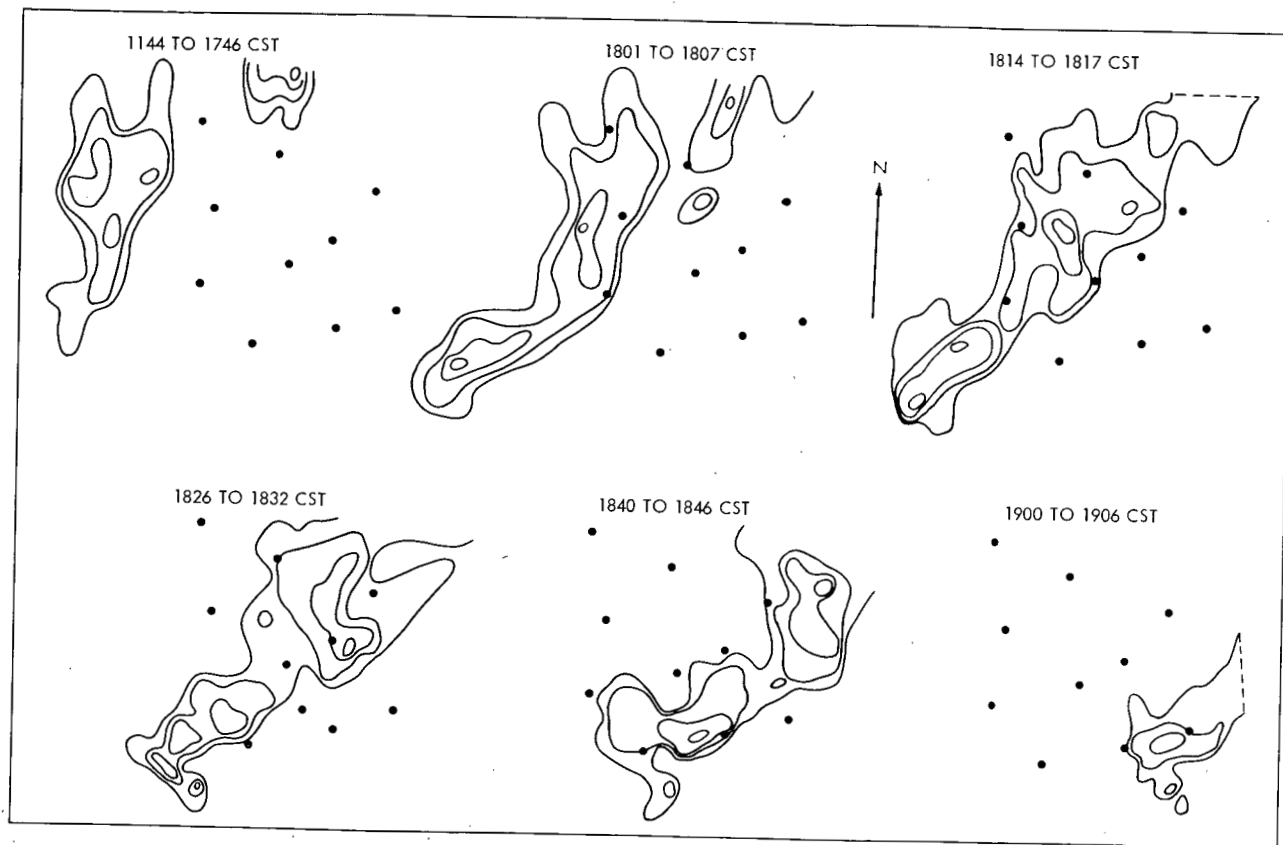 1144 TO 1746 CST
1801 TO 1807 CST
1814 TO 1817 CST
N
1826 TO 1832 CST
1840 TO 1846 CST
1900 TO 1906 CST